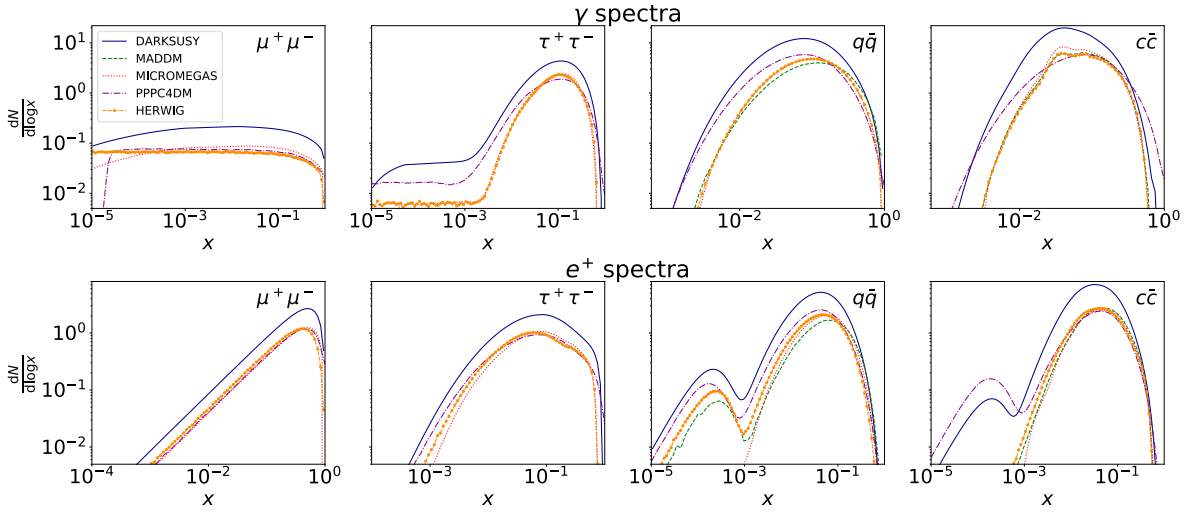 γ spectra
μ⁺μ⁻
τ⁺τ⁻
qq̄
cc̄
DARKSUSY
MADDM
MICROMEGAS
PPPC4DM
HERWIG
dN
dlogx
10¹
10⁰
10⁻¹
10⁻²
10⁻⁵ 10⁻³ 10⁻¹
10⁻⁵ 10⁻³ 10⁻¹
10⁻² 10⁰
10⁻² 10⁰
x
x
x
x
e⁺ spectra
μ⁺μ⁻
τ⁺τ⁻
qq̄
cc̄
dN
dlogx
10⁰
10⁻¹
10⁻²
10⁻⁴ 10⁻² 10⁰
10⁻³ 10⁻¹
10⁻⁵ 10⁻³ 10⁻¹
10⁻⁵ 10⁻³ 10⁻¹
x
x
x
x